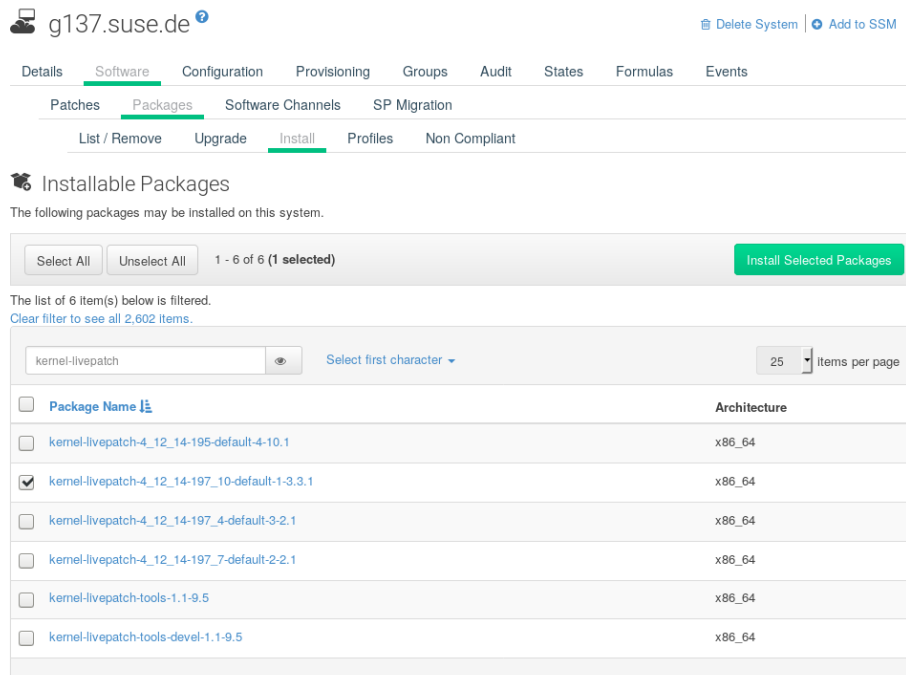 g137.suse.de ?
Delete System Add to SSM
Details Software Configuration Provisioning Groups Audit States Formulas Events
Patches Packages Software Channels SP Migration
List / Remove Upgrade Install Profiles Non Compliant
Installable Packages
The following packages may be installed on this system.
Select All Unselect All 1 - 6 of 6 (1 selected) Install Selected Packages
The list of 6 item(s) below is filtered.
Clear filter to see all 2,602 items.
kernel-livepatch Select first character 25 items per page
Package Name Architecture
kernel-livepatch-4_12_14-195-default-4-10.1 x86_64
kernel-livepatch-4_12_14-197_10-default-1-3.3.1 x86_64
kernel-livepatch-4_12_14-197_4-default-3-2.1 x86_64
kernel-livepatch-4_12_14-197_7-default-2-2.1 x86_64
kernel-livepatch-tools-1.1-9.5 x86_64
kernel-livepatch-tools-devel-1.1-9.5 x86_64